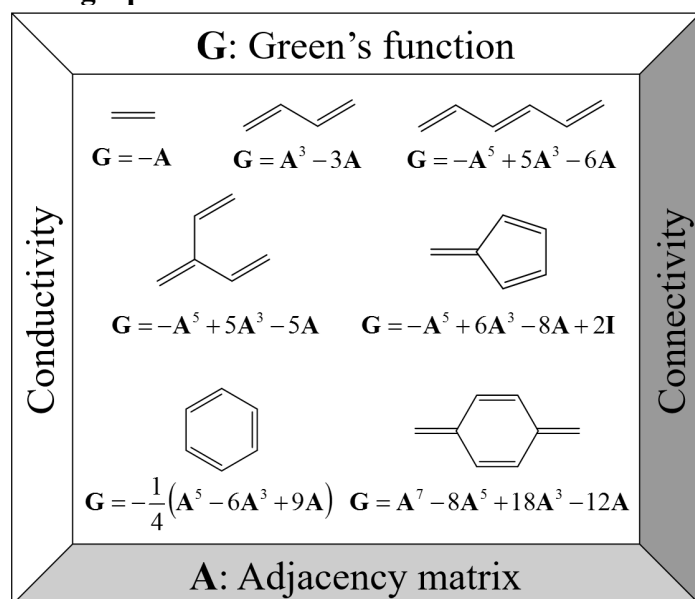 G: Green's function
G = −A
G = A³ − 3A
G = −A⁵ + 5A³ − 6A
G = −A⁵ + 5A³ − 5A
G = −A⁵ + 6A³ − 8A + 2I
G = −1/4(A⁵ − 6A³ + 9A)
G = A⁷ − 8A⁵ + 18A³ − 12A
Conductivity
Connectivity
A: Adjacency matrix